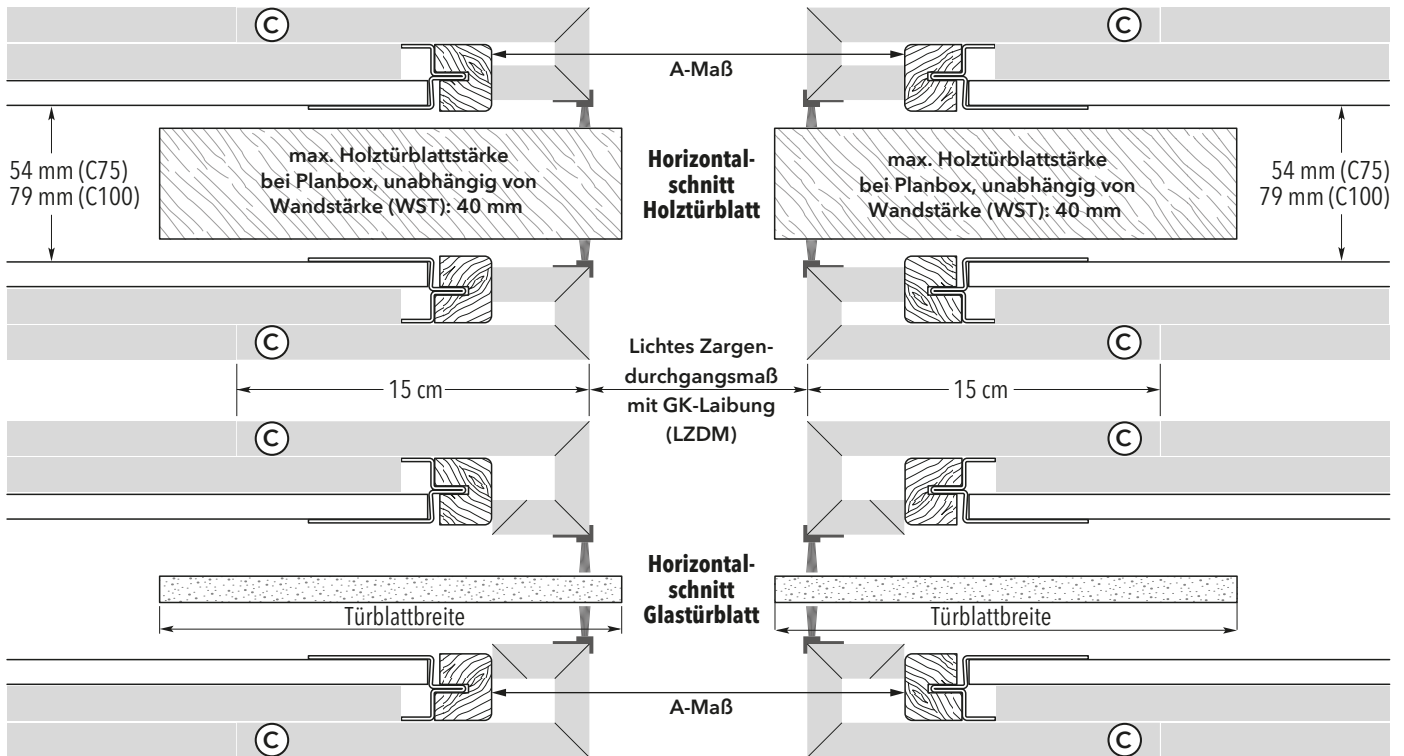 C
C
A-Maß
54 mm (C75)
79 mm (C100)
max. Holztürblattstärke
bei Planbox, unabhängig von
Wandstärke (WST): 40 mm
Horizontal-
schnitt
Holztürblatt
max. Holztürblattstärke
bei Planbox, unabhängig von
Wandstärke (WST): 40 mm
54 mm (C75)
79 mm (C100)
C
C
15 cm
Lichtes Zargen-
durchgangsmaß
mit GK-Laibung
(LZDM)
15 cm
C
C
Horizontal-
schnitt
Glastürblatt
Türblattbreite
Türblattbreite
A-Maß
C
C